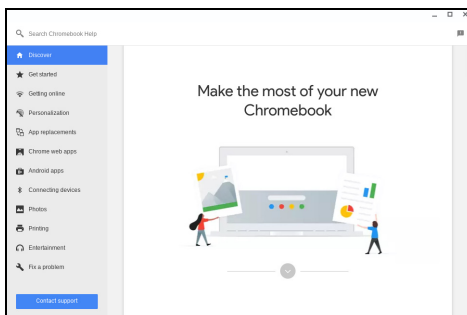 Search Chromebook Help
Discover
Get started
Getting online
Personalization
App replacements
Chrome web apps
Android apps
Connecting devices
Photos
Printing
Entertainment
Fix a problem
Contact support
Make the most of your new
Chromebook